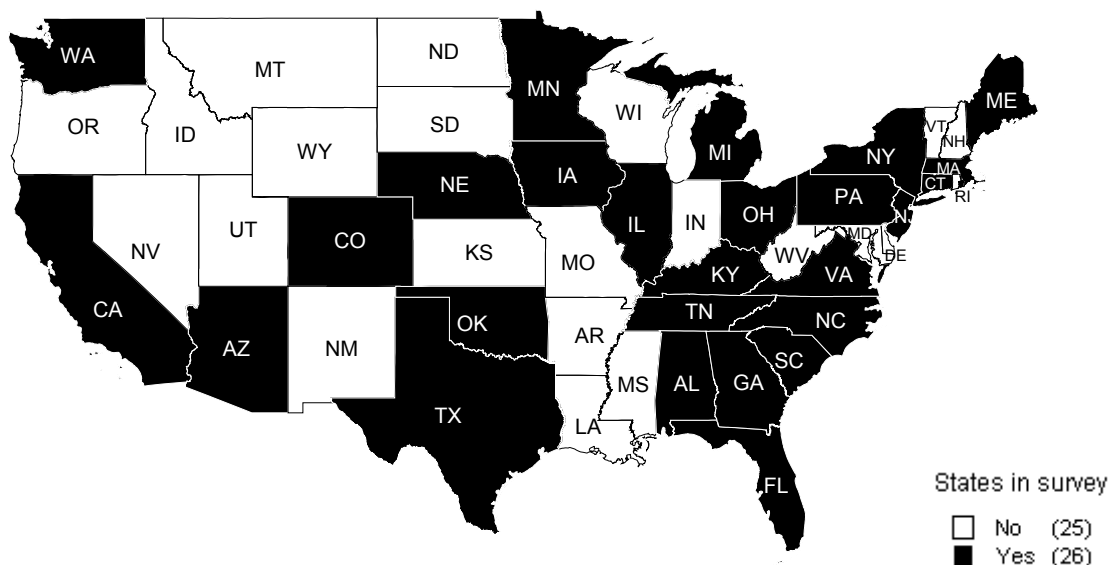 WA
MT
ND
MN
ME
OR
ID
WI
VT
NH
SD
WY
MI
NY
MA
CT
RI
NE
IA
PA
N
NV
UT
CO
IL
IN
OH
KS
MO
WV
MD
DE
KY
VA
CA
TN
NC
AZ
NM
OK
AR
SC
MS
AL
GA
TX
LA
FL
States in survey
No (25)
Yes (26)